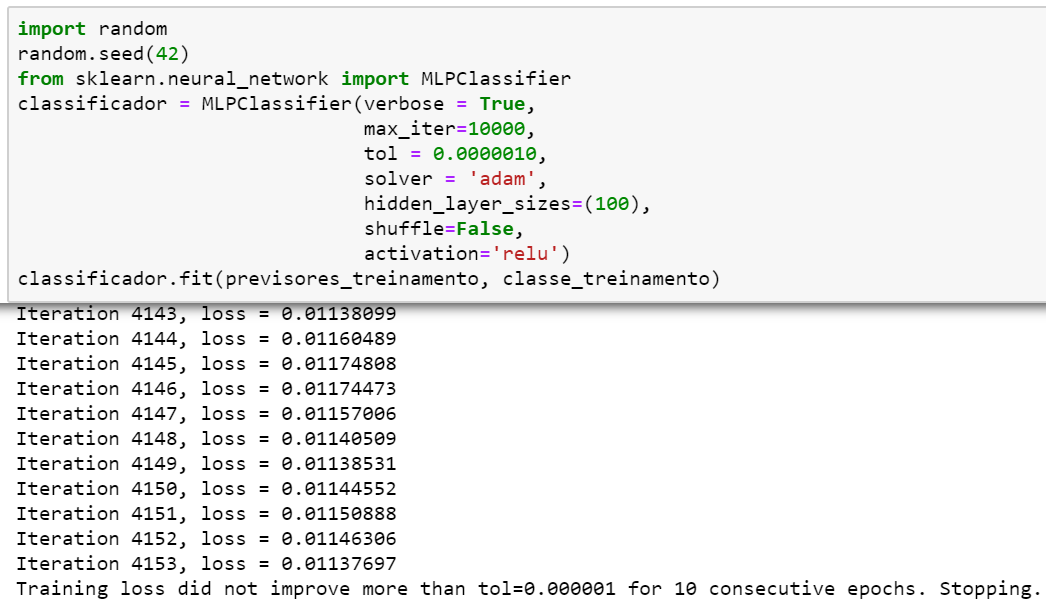 import random
random.seed(42)
from sklearn.neural_network import MLPClassifier
classificador = MLPClassifier(verbose = True,
                              max_iter=10000,
                              tol = 0.0000010,
                              solver = 'adam',
                              hidden_layer_sizes=(100),
                              shuffle=False,
                              activation='relu')
classificador.fit(previsores_treinamento, classe_treinamento)
Iteration 4143, loss = 0.01138099
Iteration 4144, loss = 0.01160489
Iteration 4145, loss = 0.01174808
Iteration 4146, loss = 0.01174473
Iteration 4147, loss = 0.01157006
Iteration 4148, loss = 0.01140509
Iteration 4149, loss = 0.01138531
Iteration 4150, loss = 0.01144552
Iteration 4151, loss = 0.01150888
Iteration 4152, loss = 0.01146306
Iteration 4153, loss = 0.01137697
Training loss did not improve more than tol=0.000001 for 10 consecutive epochs. Stopping.